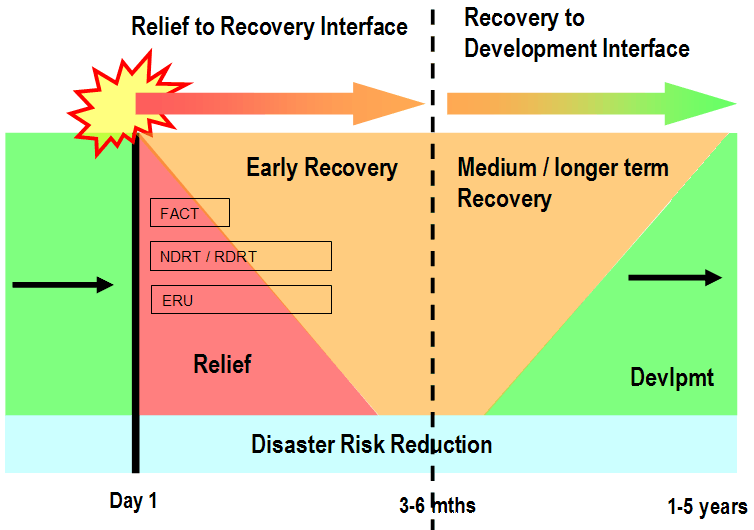 Relief to Recovery Interface
Recovery to
Development Interface
Early Recovery
Medium / longer term
Recovery
FACT
NDRT / RDRT
ERU
Relief
Devlpmt
Disaster Risk Reduction
Day 1
3-6 mths
1-5 years